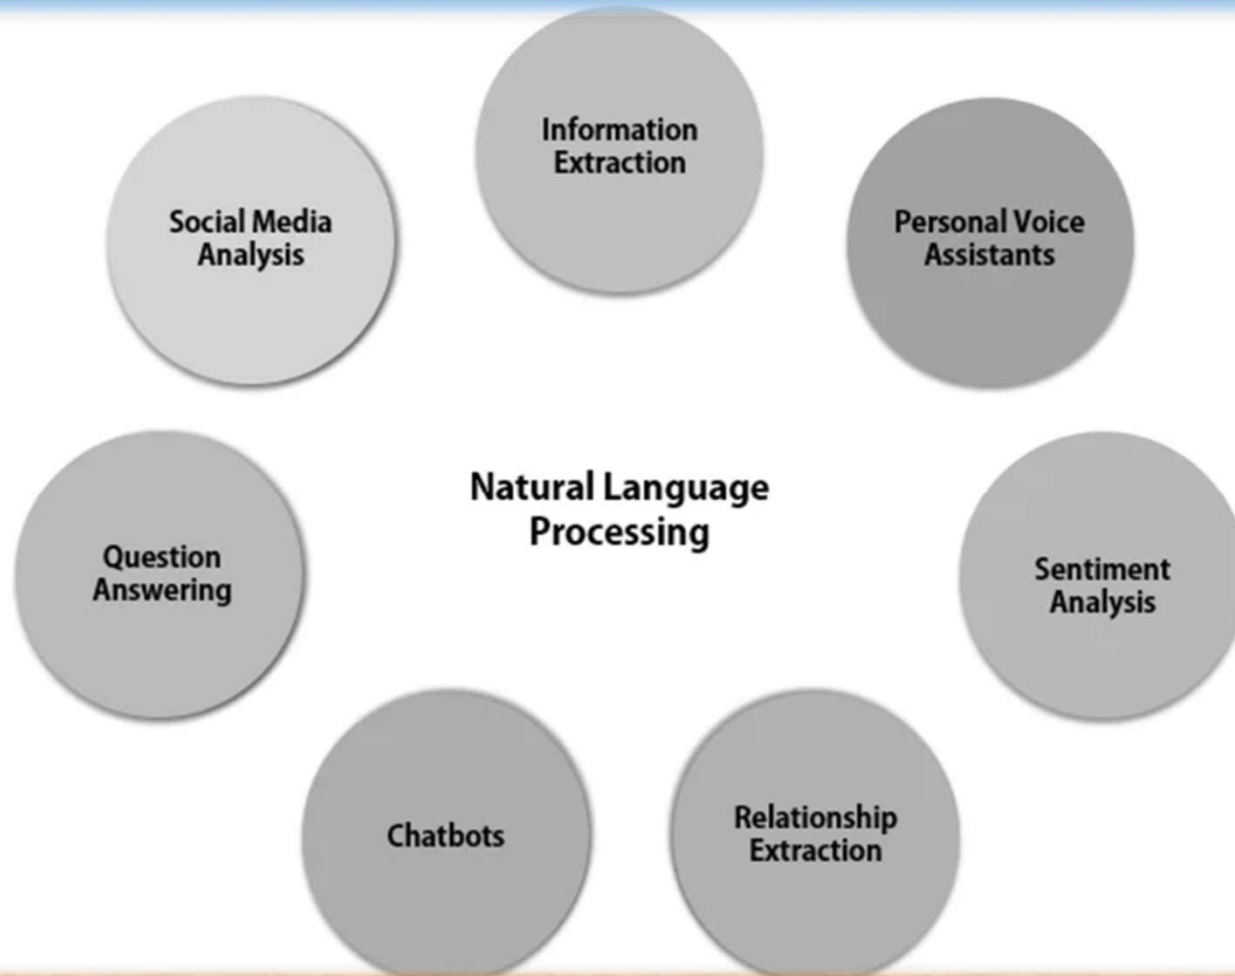 Information
Extraction
Social Media
Analysis
Personal Voice
Assistants
Natural Language
Processing
Question
Answering
Sentiment
Analysis
Chatbots
Relationship
Extraction